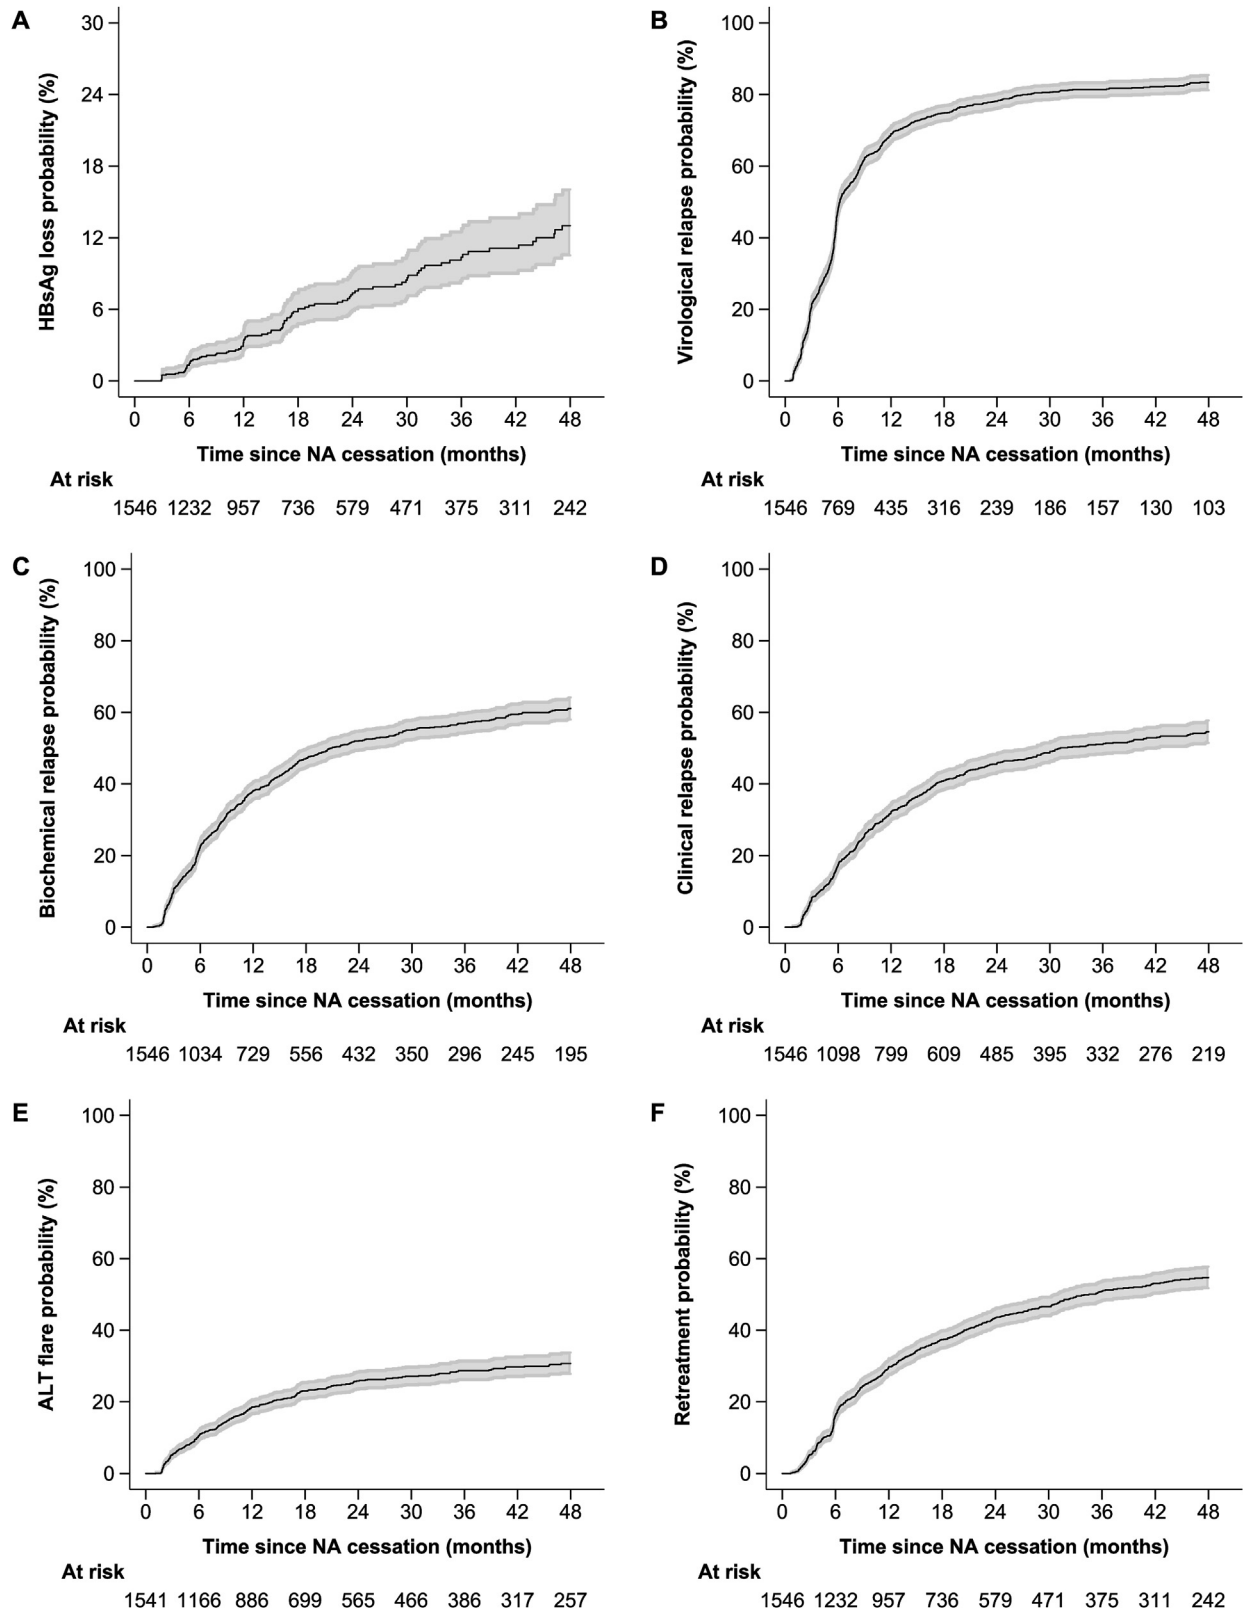 A
HBsAg loss probability (%)
30
24
18
12
6
0
0 6 12 18 24 30 36 42 48
Time since NA cessation (months)
At risk
1546 1232 957 736 579 471 375 311 242
B
Virological relapse probability (%)
100
80
60
40
20
0
0 6 12 18 24 30 36 42 48
Time since NA cessation (months)
At risk
1546 769 435 316 239 186 157 130 103
C
Biochemical relapse probability (%)
100
80
60
40
20
0
0 6 12 18 24 30 36 42 48
Time since NA cessation (months)
At risk
1546 1034 729 556 432 350 296 245 195
D
Clinical relapse probability (%)
100
80
60
40
20
0
0 6 12 18 24 30 36 42 48
Time since NA cessation (months)
At risk
1546 1098 799 609 485 395 332 276 219
E
ALT flare probability (%)
100
80
60
40
20
0
0 6 12 18 24 30 36 42 48
Time since NA cessation (months)
At risk
1541 1166 886 699 565 466 386 317 257
F
Retreatment probability (%)
100
80
60
40
20
0
0 6 12 18 24 30 36 42 48
Time since NA cessation (months)
At risk
1546 1232 957 736 579 471 375 311 242